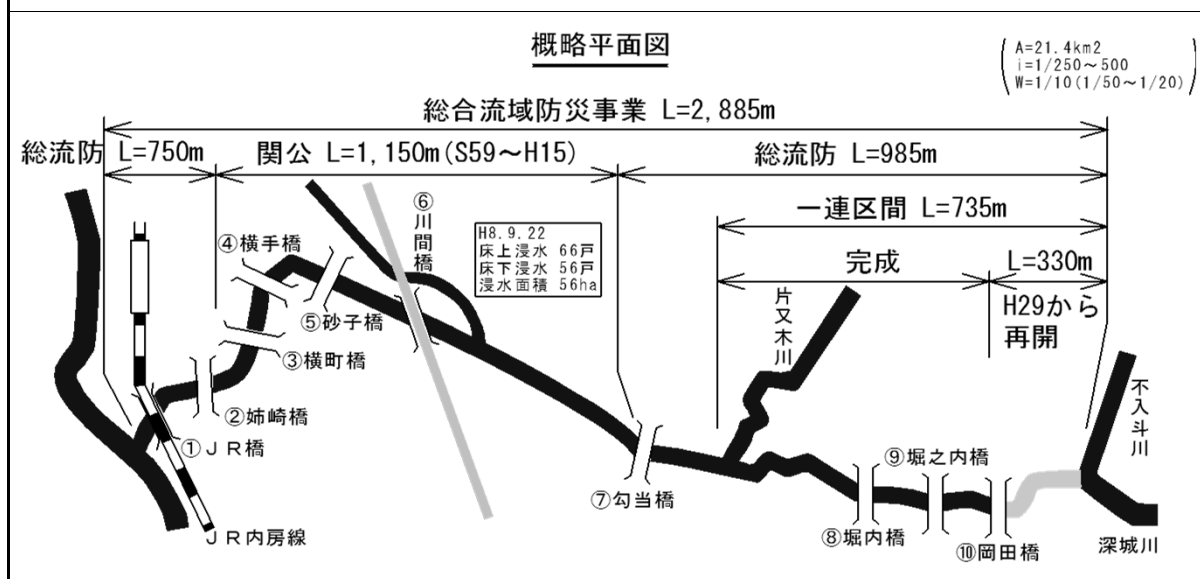 概略平面図
A=21.4km2
i=1/250～500
W=1/10(1/50～1/20)
総合流域防災事業 L=2,885m
総流防 L=750m
関公 L=1,150m(S59～H15)
総流防 L=985m
一連区間 L=735m
完成
L=330m
H29から
再開
H8.9.22
床上浸水 66戸
床下浸水 56戸
浸水面積 56ha
⑥川間橋
④横手橋
⑤砂子橋
③横町橋
②姉崎橋
①JR橋
JR内房線
片又木川
不入斗川
⑦勾当橋
⑨堀之内橋
⑧堀内橋
⑩岡田橋
深城川